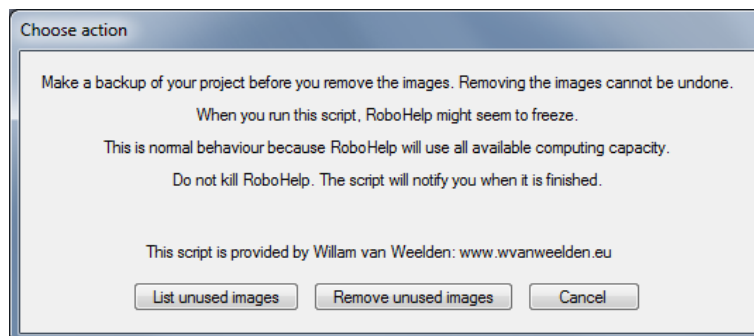 Choose action
Make a backup of your project before you remove the images. Removing the images cannot be undone.
When you run this script, RoboHelp might seem to freeze.
This is normal behaviour because RoboHelp will use all available computing capacity.
Do not kill RoboHelp. The script will notify you when it is finished.
This script is provided by Willam van Weelden: www.wvanweelden.eu
List unused images Remove unused images Cancel